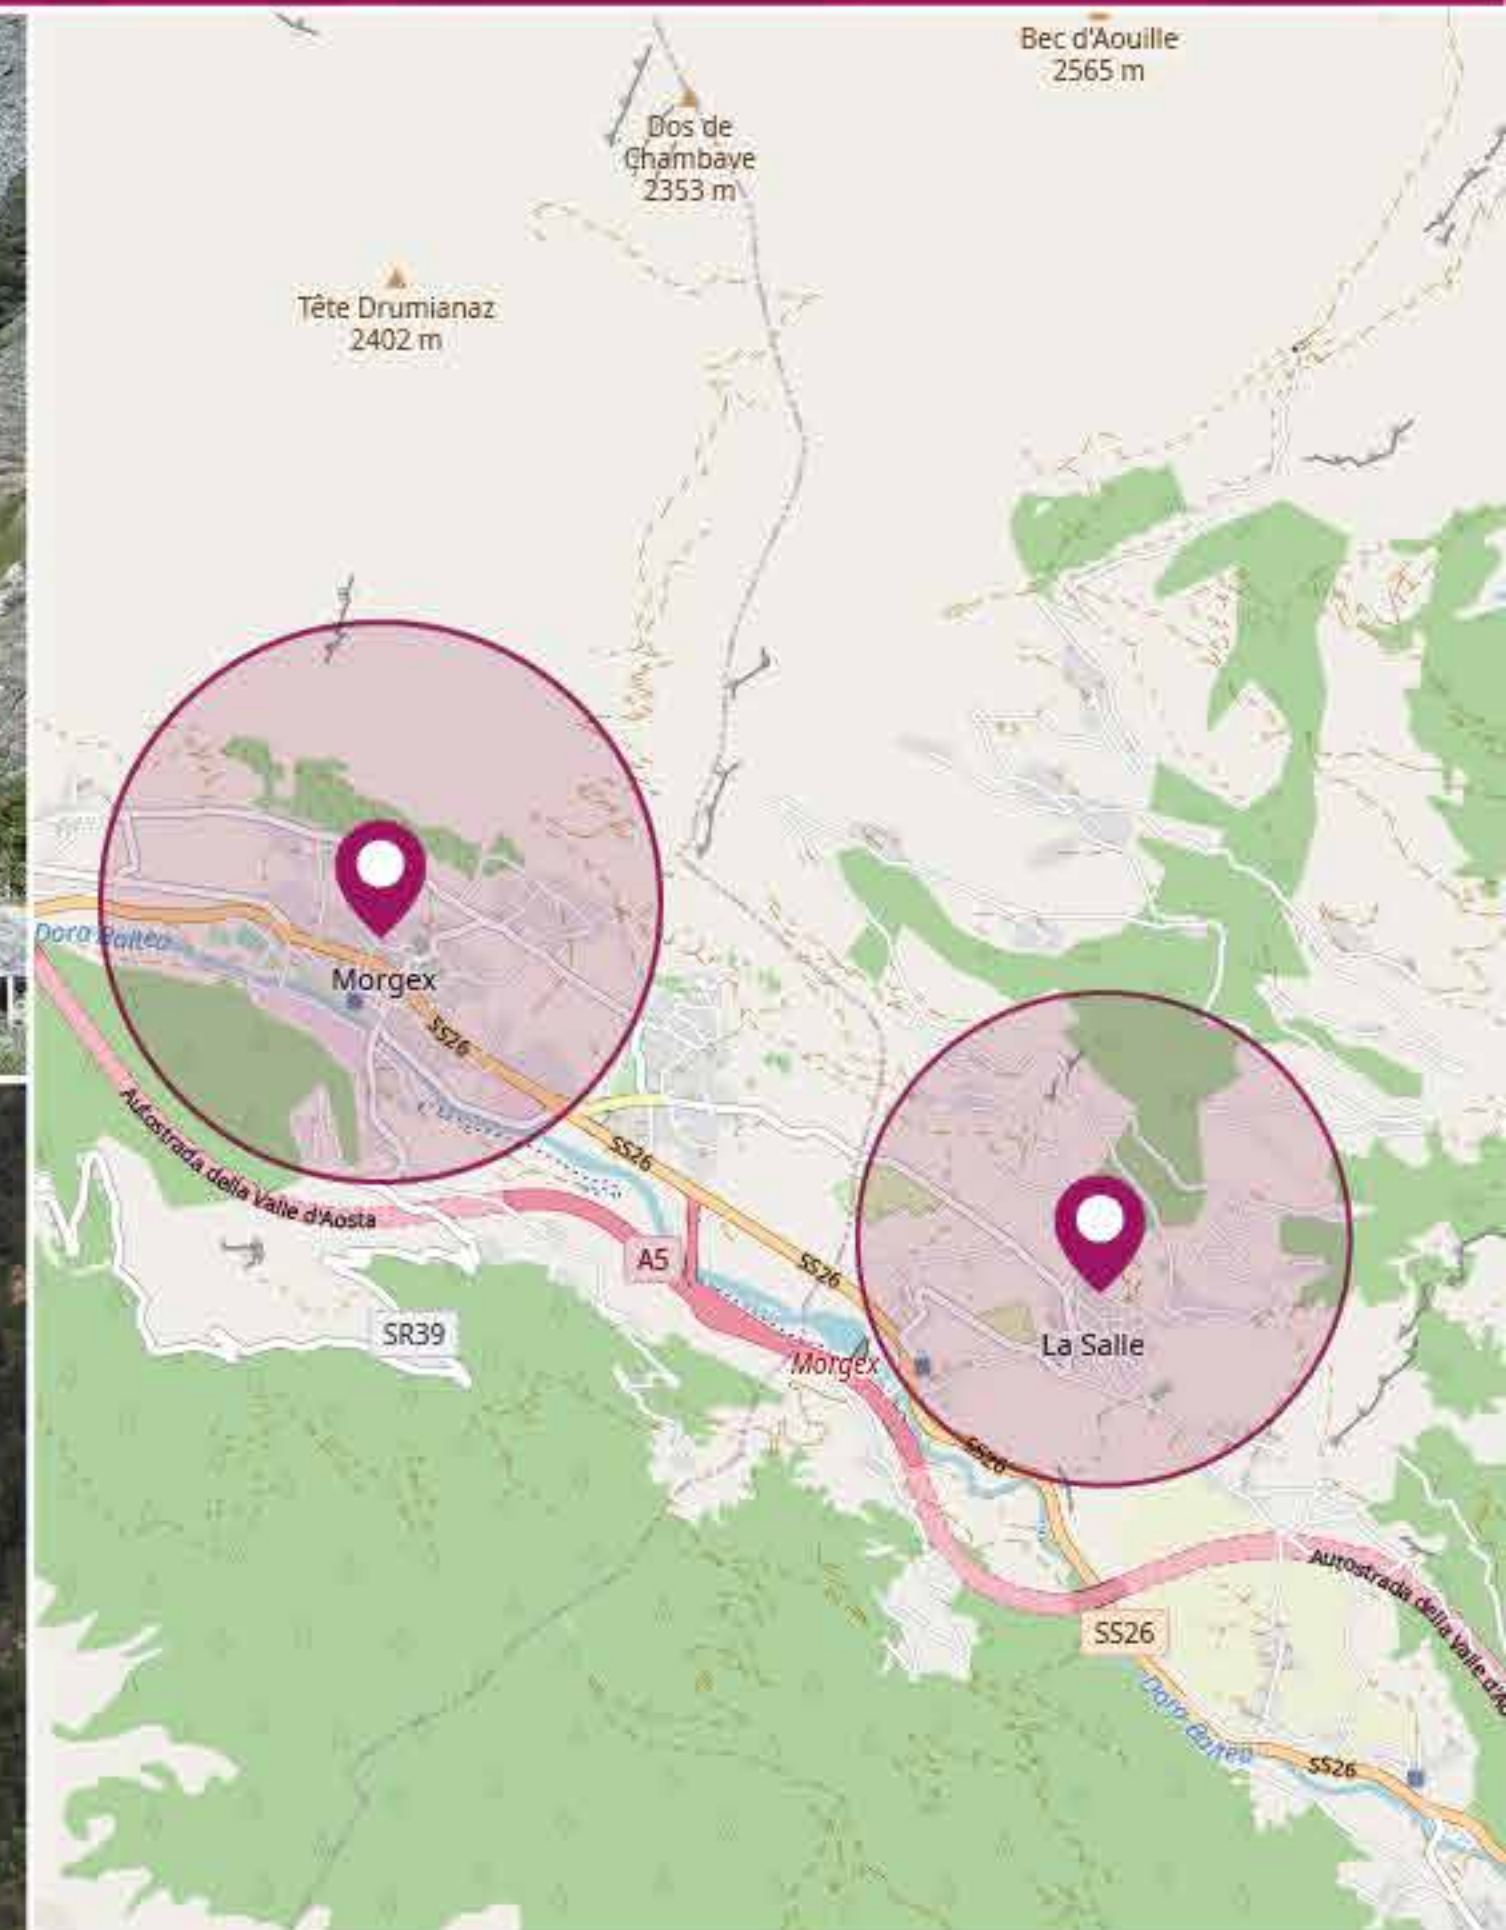 Bec d'Aouille
2565 m
Dos de
Chambave
2353 m
Tête Drumianaz
2402 m
Dora Baltea
Morgex
SS26
Autostrada della Valle d'Aosta
SS26
A5
SS26
SR39
Morgex
La Salle
SS26
Autostrada della Valle d'Ao
SS26
Dora Baltea
SS26